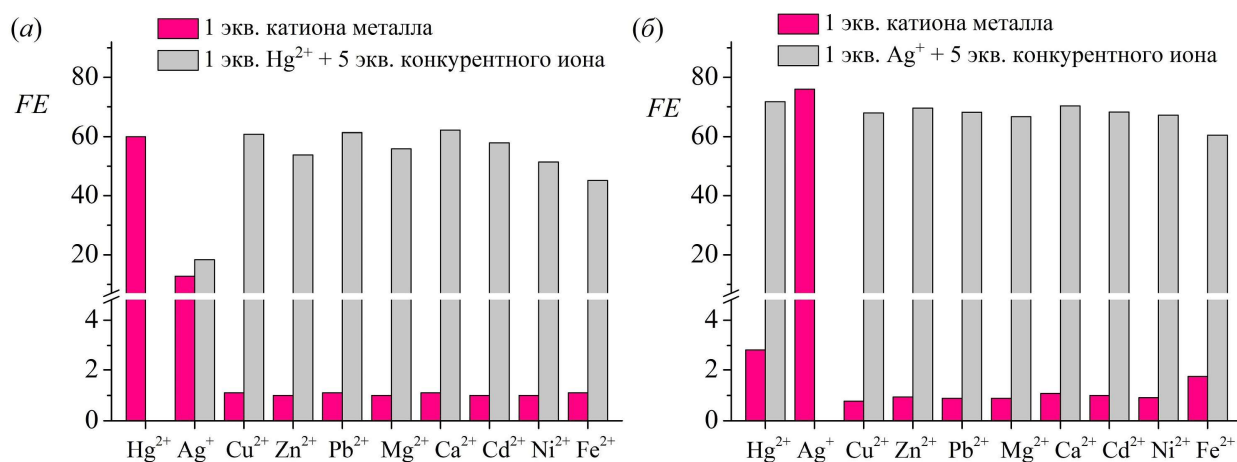 (а)
1 экв. катиона металла
1 экв. Hg²⁺ + 5 экв. конкурентного иона
FE
80
60
40
20
4
2
0
Hg²⁺ Ag⁺ Cu²⁺ Zn²⁺ Pb²⁺ Mg²⁺ Ca²⁺ Cd²⁺ Ni²⁺ Fe²⁺
(б)
1 экв. катиона металла
1 экв. Ag⁺ + 5 экв. конкурентного иона
FE
80
60
40
20
4
2
0
Hg²⁺ Ag⁺ Cu²⁺ Zn²⁺ Pb²⁺ Mg²⁺ Ca²⁺ Cd²⁺ Ni²⁺ Fe²⁺